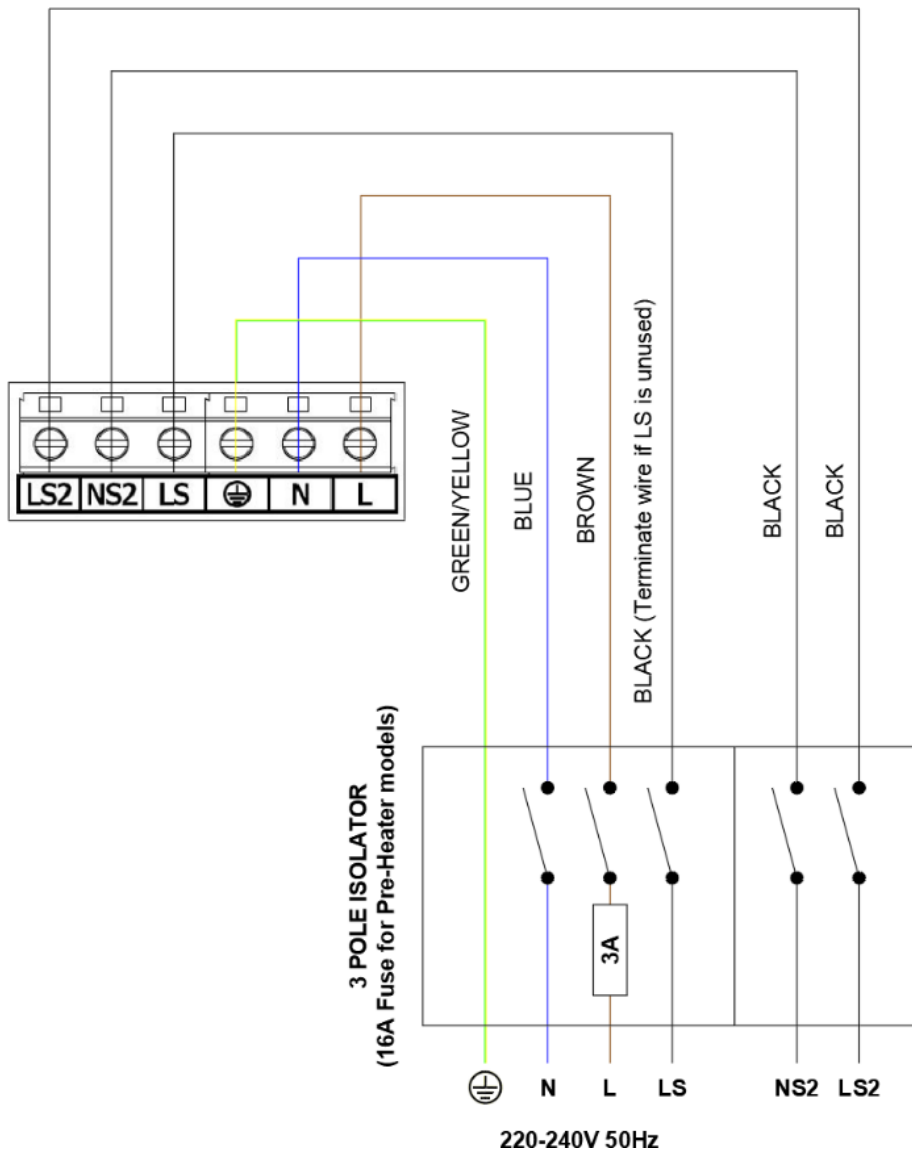 LS2 NS2 LS N L
GREEN/YELLOW
BLUE
BROWN
BLACK (Terminate wire if LS is unused)
BLACK
BLACK
3 POLE ISOLATOR
(16A Fuse for Pre-Heater models)
3A
N L LS NS2 LS2
220-240V 50Hz